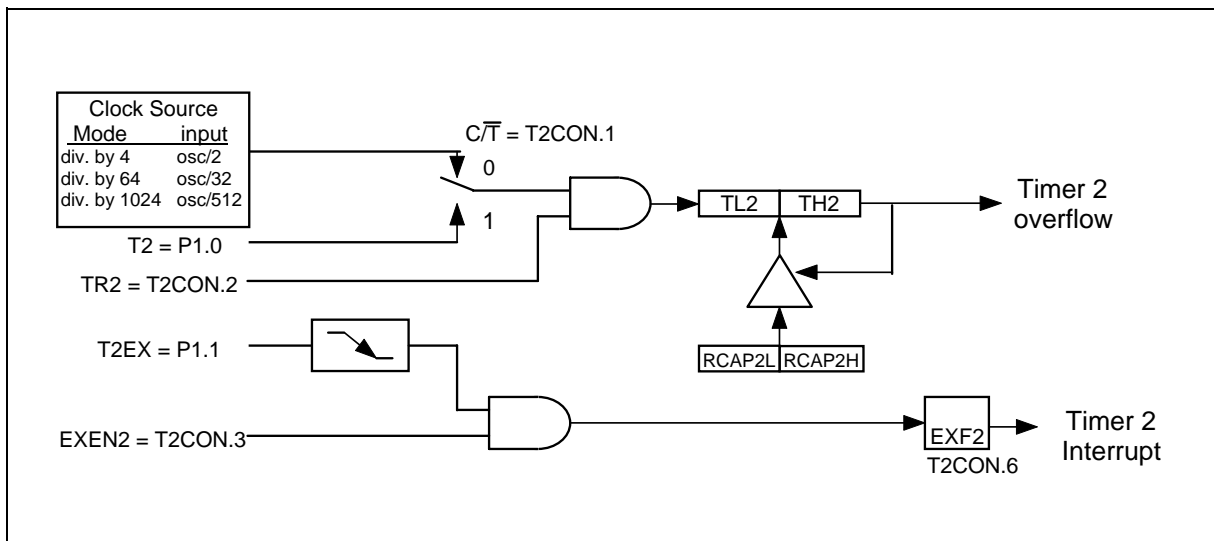 Clock Source
Mode input
div. by 4 osc/2
div. by 64 osc/32
div. by 1024 osc/512
C/T̅ = T2CON.1
0
1
T2 = P1.0
TR2 = T2CON.2
TL2 TH2
Timer 2
overflow
T2EX = P1.1
RCAP2L RCAP2H
EXEN2 = T2CON.3
EXF2
T2CON.6
Timer 2
Interrupt